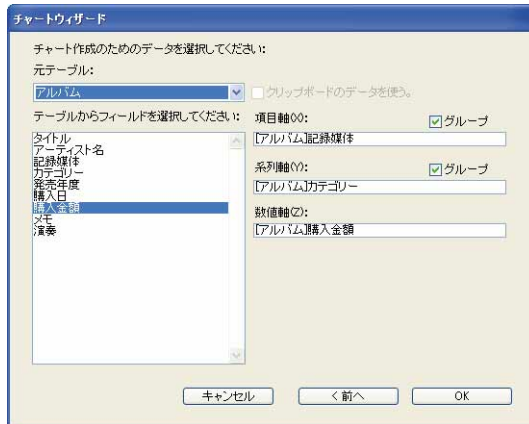 チャートウィザード
チャート作成のためのデータを選択してください:
元テーブル:
アルバム
クリップボードのデータを使う。
テーブルからフィールドを選択してください:
タイトル
アーティスト名
記録媒体
カテゴリー
発売年度
購入日
購入金額
メモ
演奏
項目軸(X):
グループ
[アルバム]記録媒体
系列軸(Y):
グループ
[アルバム]カテゴリー
数値軸(Z):
[アルバム]購入金額
キャンセル
< 前へ
OK